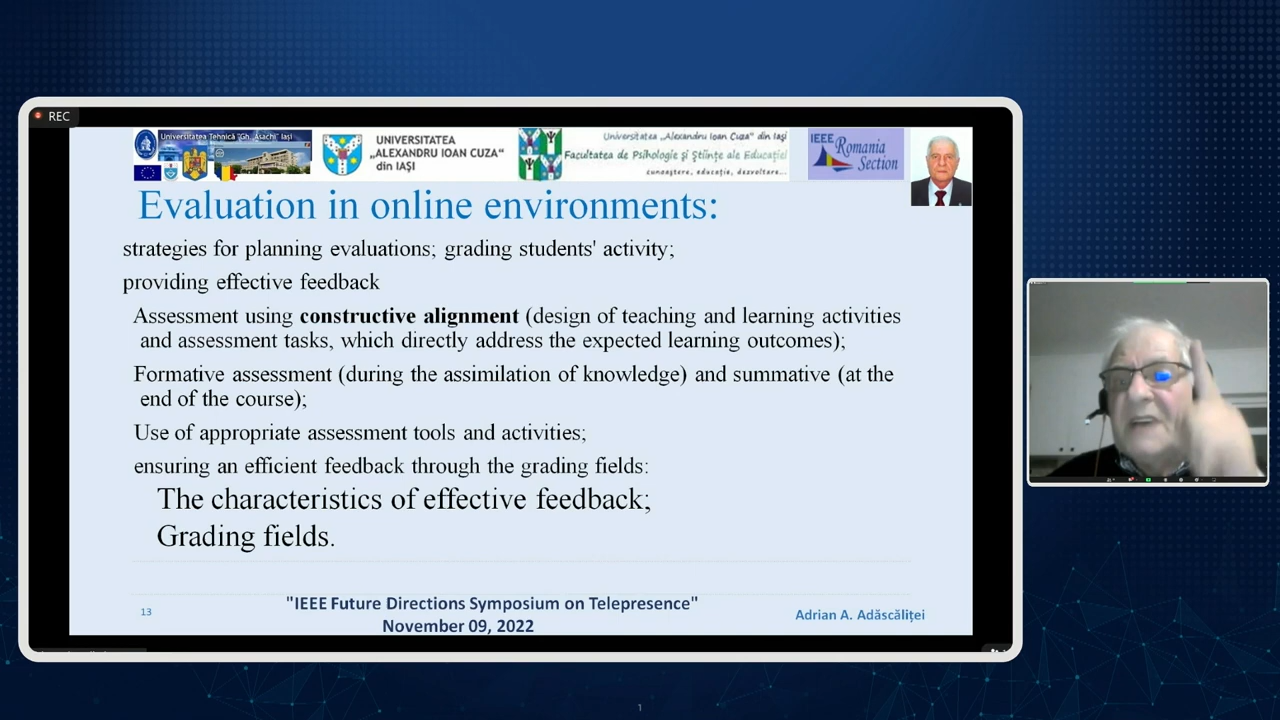 REC
Universitatea Tehnică "Gh. Asachi" Iași
UNIVERSITATEA
„ALEXANDRU IOAN CUZA”
din IAȘI
Universitatea „Alexandru Ioan Cuza” din Iași
Facultatea de Psihologie și Științe ale Educației
cunoaștere, educație, dezvoltare...
IEEE
Romania
Section
Evaluation in online environments:
strategies for planning evaluations; grading students' activity;
providing effective feedback
Assessment using constructive alignment (design of teaching and learning activities
and assessment tasks, which directly address the expected learning outcomes);
Formative assessment (during the assimilation of knowledge) and summative (at the
end of the course);
Use of appropriate assessment tools and activities;
ensuring an efficient feedback through the grading fields:
The characteristics of effective feedback;
Grading fields.
13
"IEEE Future Directions Symposium on Telepresence"
November 09, 2022
Adrian A. Adăscăliței
1